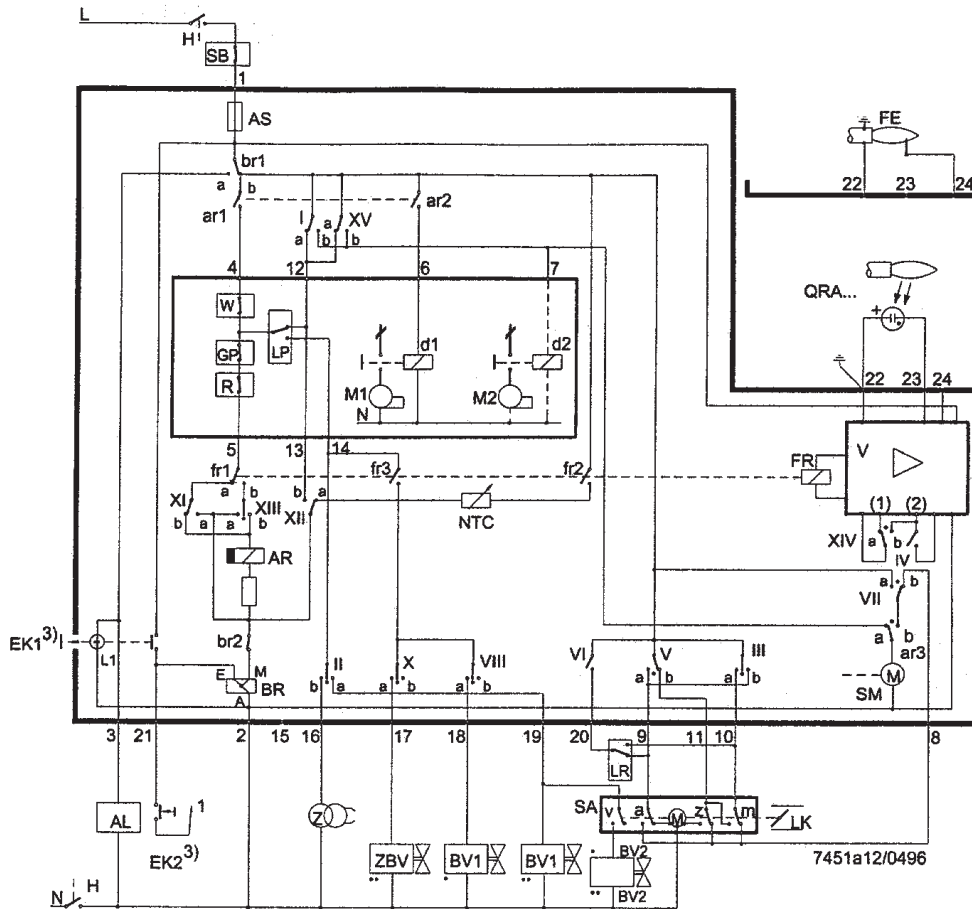 L
H
SB
1
AS
FE
22 23 24
br1
a b
ar1
ar2
I
a b
a XV
b
4 12 6 7
W
GP
R
LP
d1
M1
N
d2
M2
QRA...
+
22 23 24
5 13 14
fr1
a b
fr3
fr2
FR
V
XI
b a
a b
XIII
XII
b a
NTC
(1) (2)
XIV
a b
IV
AR
VII
a b
a b
ar3
M
SM
EK1 3)
L1
br2
E M
BR
A
II
b a
X
a b
VIII
a b
VI
V
a b
III
a b
3 21 2 15 16 17 18 19 20 9 11 10 8
LR
SA
v a M z m
LK
AL
1
EK2 3)
Z
ZBV
BV1
BV1
BV2
BV2
7451a12/0496
N H